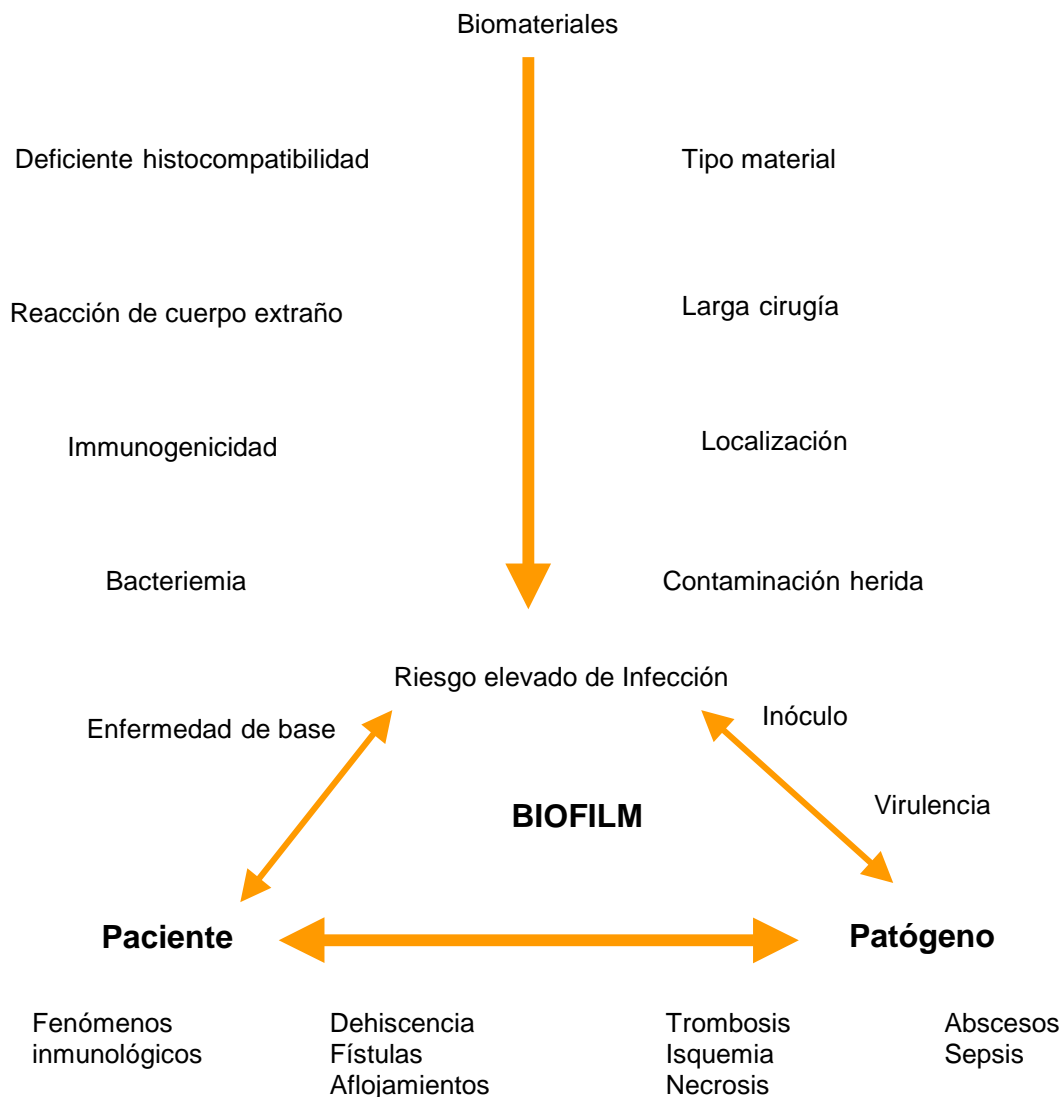 Biomateriales
Deficiente histocompatibilidad
Tipo material
Reacción de cuerpo extraño
Larga cirugía
Immunogenicidad
Localización
Bacteriemia
Contaminación herida
Riesgo elevado de Infección
Enfermedad de base
Inóculo
Virulencia
BIOFILM
Paciente
Patógeno
Fenómenos
inmunológicos
Dehiscencia
Fístulas
Aflojamientos
Trombosis
Isquemia
Necrosis
Abscesos
Sepsis